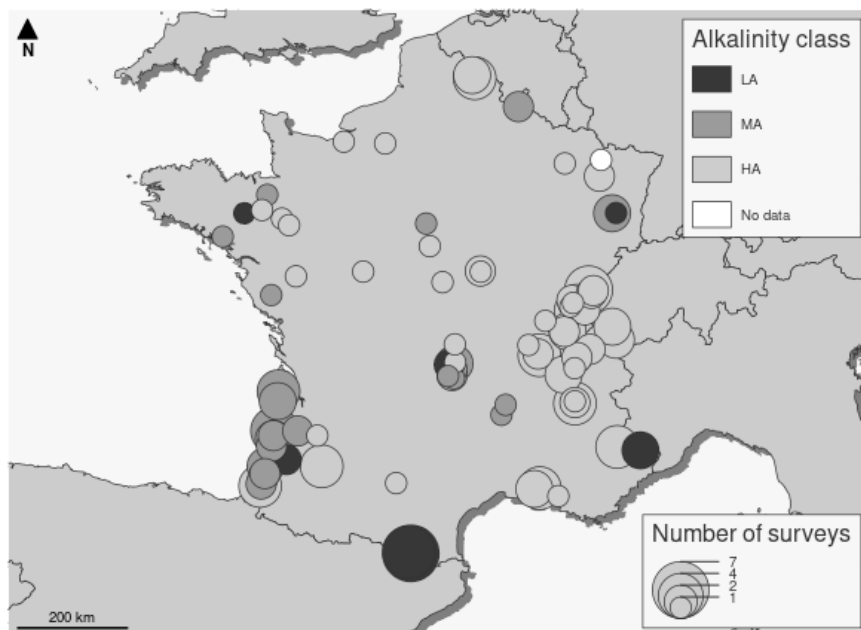 N
Alkalinity class
LA
MA
HA
No data
Number of surveys
7
4
2
1
200 km